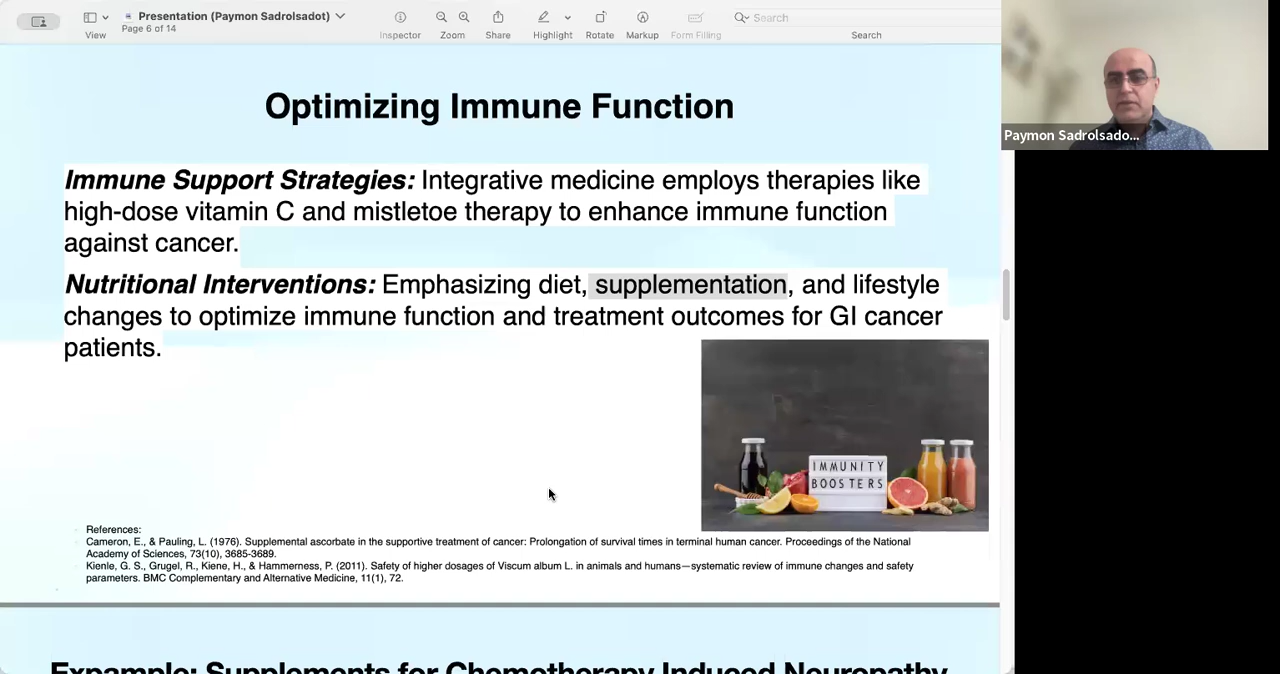 Presentation (Paymon Sadrolsadot)
Page 6 of 14
View
Inspector
Zoom
Share
Highlight
Rotate
Markup
Form Filling
Search
Search
Paymon Sadrolsado...
Optimizing Immune Function
Immune Support Strategies: Integrative medicine employs therapies like
high-dose vitamin C and mistletoe therapy to enhance immune function
against cancer.
Nutritional Interventions: Emphasizing diet, supplementation, and lifestyle
changes to optimize immune function and treatment outcomes for GI cancer
patients.
IMMUNITY
BOOSTERS
References:
Cameron, E., & Pauling, L. (1976). Supplemental ascorbate in the supportive treatment of cancer: Prolongation of survival times in terminal human cancer. Proceedings of the National
Academy of Sciences, 73(10), 3685-3689.
Kienle, G. S., Grugel, R., Kiene, H., & Hammerness, P. (2011). Safety of higher dosages of Viscum album L. in animals and humans—systematic review of immune changes and safety
parameters. BMC Complementary and Alternative Medicine, 11(1), 72.
Expample: Supplements for Chemotherapy Induced Neuropathy